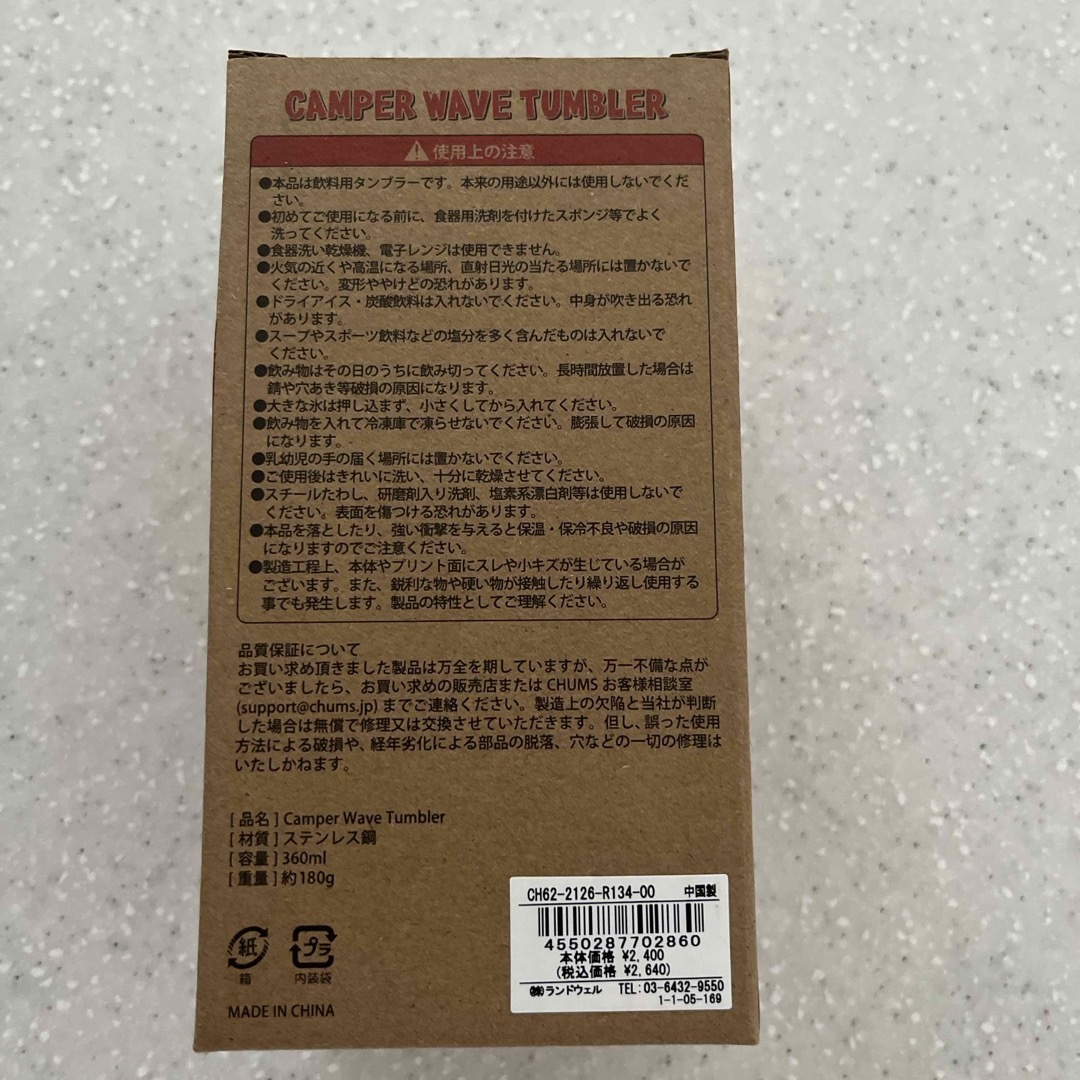 CAMPER WAVE TUMBLER
使用上の注意
●本品は飲料用タンブラーです。本来の用途以外には使用しないでくだ
さい。
●初めてご使用になる前に、食器用洗剤を付けたスポンジ等でよく
洗ってください。
●食器洗い乾燥機、電子レンジは使用できません。
●火気の近くや高温になる場所、直射日光の当たる場所には置かないで
ください。変形ややけどの恐れがあります。
●ドライアイス・炭酸飲料は入れないでください。中身が吹き出る恐れ
があります。
●スープやスポーツ飲料などの塩分を多く含んだものは入れないで
ください。
●飲み物はその日のうちに飲み切ってください。長時間放置した場合は
錆や穴あき等破損の原因になります。
●大きな氷は押し込まず、小さくしてから入れてください。
●飲み物を入れて冷凍庫で凍らせないでください。膨張して破損の原因
になります。
●乳幼児の手の届く場所には置かないでください。
●ご使用後はきれいに洗い、十分に乾燥させてください。
●スチールたわし、研磨剤入り洗剤、塩素系漂白剤等は使用しないで
ください。表面を傷つける恐れがあります。
●本品を落としたり、強い衝撃を与えると保温・保冷不良や破損の原因
になりますのでご注意ください。
●製造工程上、本体やプリント面にスレや小キズが生じている場合が
ございます。また、鋭利な物や硬い物が接触したり繰り返し使用する
事でも発生します。製品の特性としてご理解ください。
品質保証について
お買い求め頂きました製品は万全を期していますが、万一不備な点が
ございましたら、お買い求めの販売店または CHUMS お客様相談室
(support@chums.jp) までご連絡ください。製造上の欠陥と当社が判断
した場合は無償で修理又は交換させていただきます。但し、誤った使用
方法による破損や、経年劣化による部品の脱落、穴などの一切の修理は
いたしかねます。
[ 品名 ] Camper Wave Tumbler
[ 材質 ] ステンレス鋼
[ 容量 ] 360ml
[ 重量 ] 約180g
紙
箱
プラ
内装袋
MADE IN CHINA
CH62-2126-R134-00 中国製
4550287702860
本体価格 ¥2,400
(税込価格 ¥2,640)
㈱ランドウェル TEL:03-6432-9550
1-1-05-169